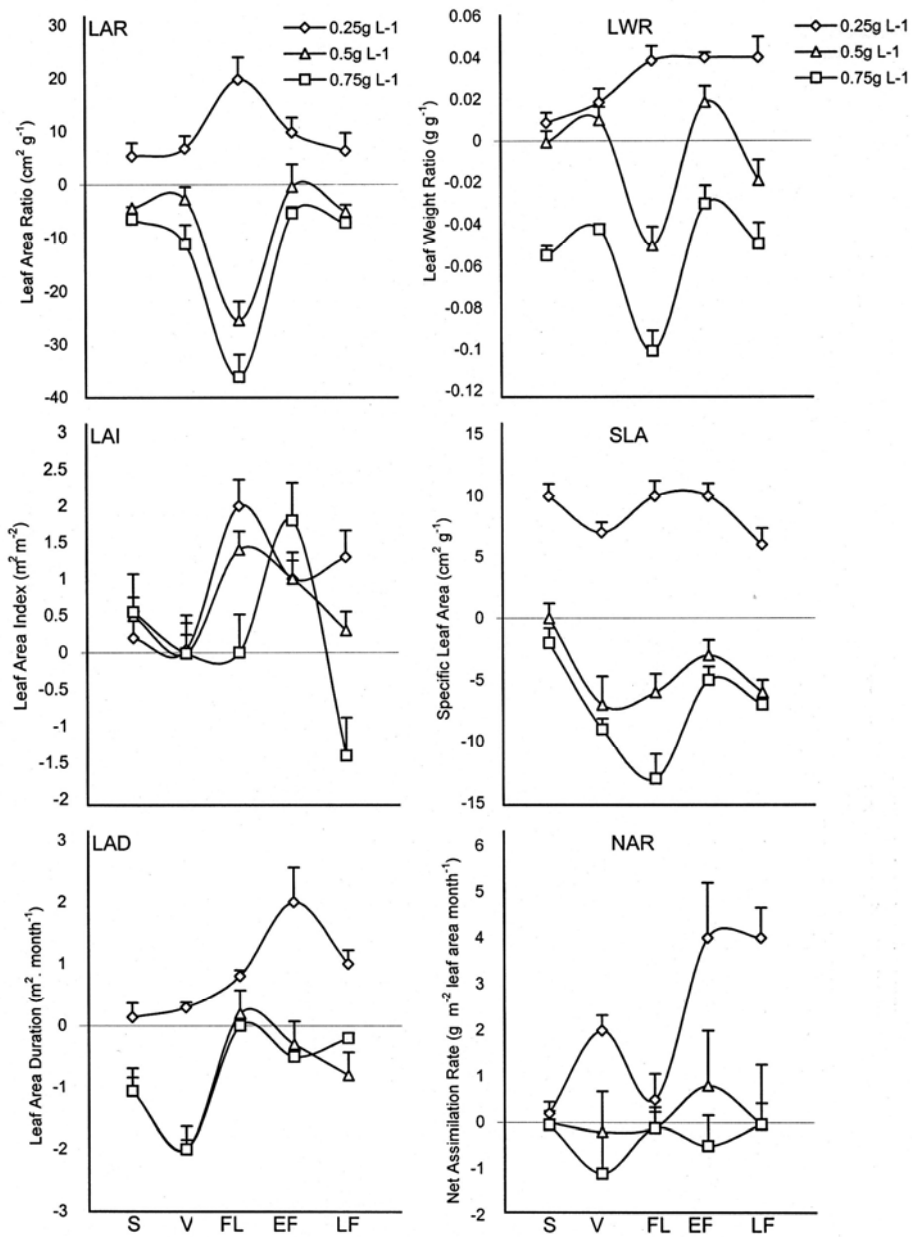 LAR
0.25g L-1
0.5g L-1
0.75g L-1
Leaf Area Ratio (cm² g⁻¹)
30
20
10
0
-10
-20
-30
-40
LWR
0.25g L-1
0.5g L-1
0.75g L-1
Leaf Weight Ratio (g g⁻¹)
0.06
0.04
0.02
0
-0.02
-0.04
-0.06
-0.08
-0.1
-0.12
LAI
Leaf Area Index (m² m⁻²)
3
2.5
2
1.5
1
0.5
0
-0.5
-1
-1.5
-2
SLA
Specific Leaf Area (cm² g⁻¹)
15
10
5
0
-5
-10
-15
LAD
Leaf Area Duration (m². month⁻¹)
3
2
1
0
-1
-2
-3
S V FL EF LF
NAR
Net Assimilation Rate (g m⁻² leaf area month⁻¹)
6
5
4
3
2
1
0
-1
-2
S V FL EF LF